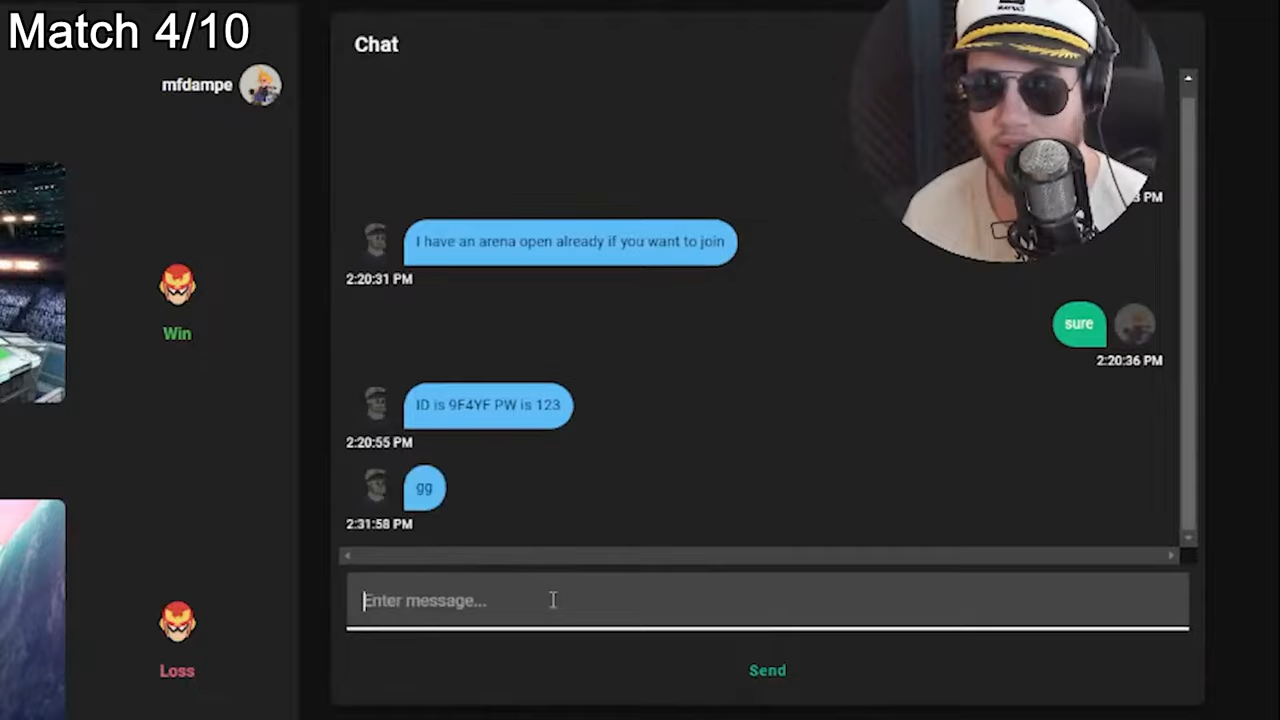 Match 4/10
mfdampe
Chat
3 PM
I have an arena open already if you want to join
2:20:31 PM
Win
sure
2:20:36 PM
ID is 9F4YF PW is 123
2:20:55 PM
gg
2:31:58 PM
Enter message...
Loss
Send